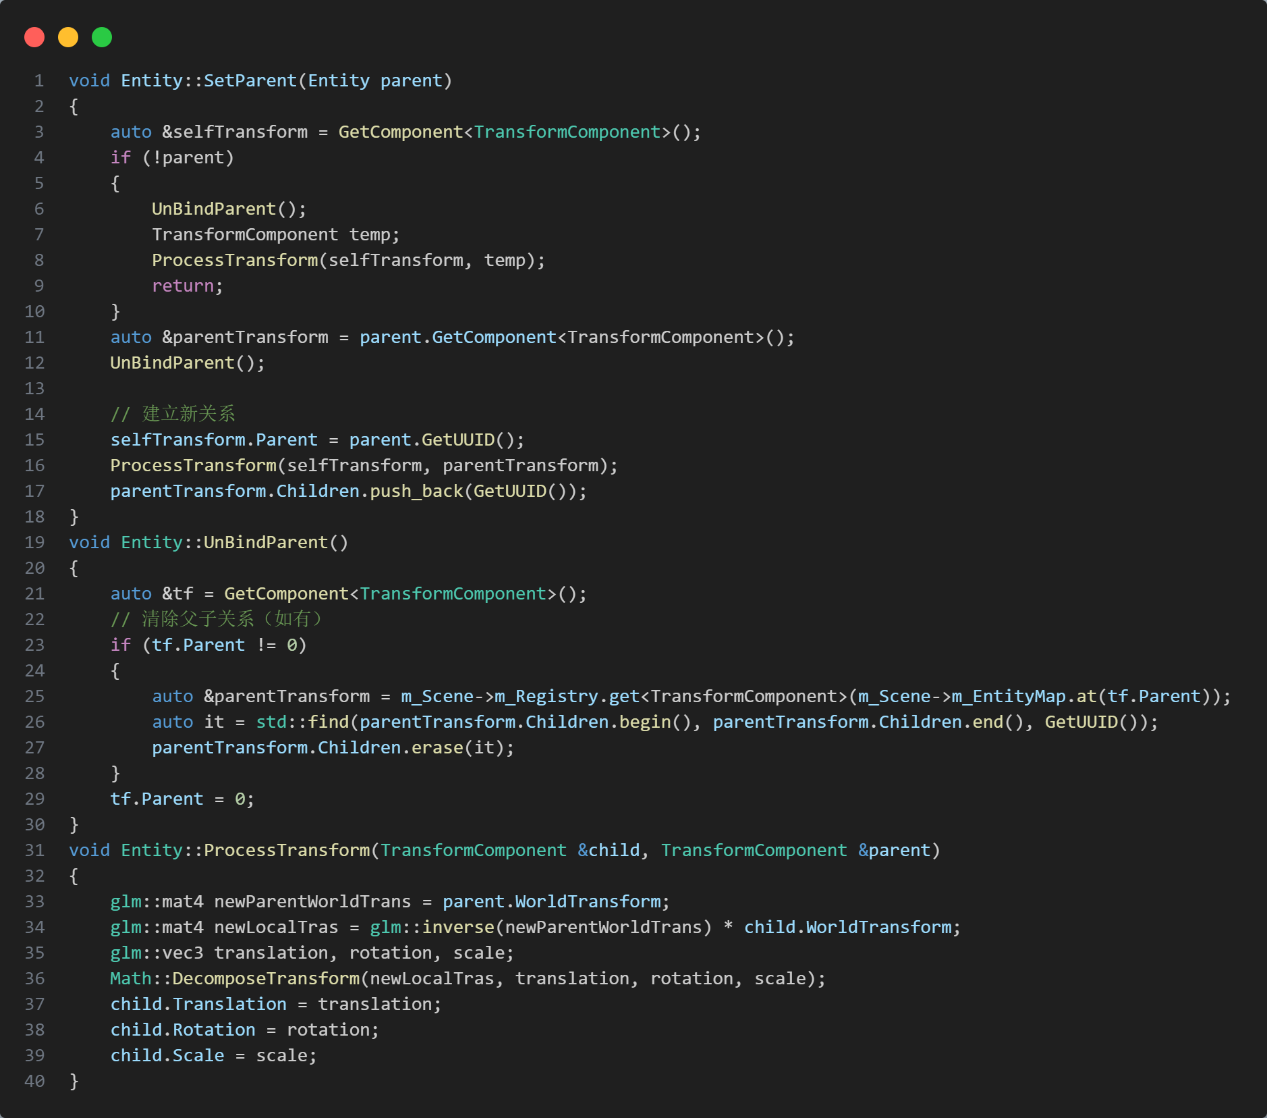 1 void Entity::SetParent(Entity parent)
2 {
3     auto &selfTransform = GetComponent<TransformComponent>();
4     if (!parent)
5     {
6         UnBindParent();
7         TransformComponent temp;
8         ProcessTransform(selfTransform, temp);
9         return;
10     }
11     auto &parentTransform = parent.GetComponent<TransformComponent>();
12     UnBindParent();
13
14     // 建立新关系
15     selfTransform.Parent = parent.GetUUID();
16     ProcessTransform(selfTransform, parentTransform);
17     parentTransform.Children.push_back(GetUUID());
18 }
19 void Entity::UnBindParent()
20 {
21     auto &tf = GetComponent<TransformComponent>();
22     // 清除父子关系（如有）
23     if (tf.Parent != 0)
24     {
25         auto &parentTransform = m_Scene->m_Registry.get<TransformComponent>(m_Scene->m_EntityMap.at(tf.Parent));
26         auto it = std::find(parentTransform.Children.begin(), parentTransform.Children.end(), GetUUID());
27         parentTransform.Children.erase(it);
28     }
29     tf.Parent = 0;
30 }
31 void Entity::ProcessTransform(TransformComponent &child, TransformComponent &parent)
32 {
33     glm::mat4 newParentWorldTrans = parent.WorldTransform;
34     glm::mat4 newLocalTras = glm::inverse(newParentWorldTrans) * child.WorldTransform;
35     glm::vec3 translation, rotation, scale;
36     Math::DecomposeTransform(newLocalTras, translation, rotation, scale);
37     child.Translation = translation;
38     child.Rotation = rotation;
39     child.Scale = scale;
40 }